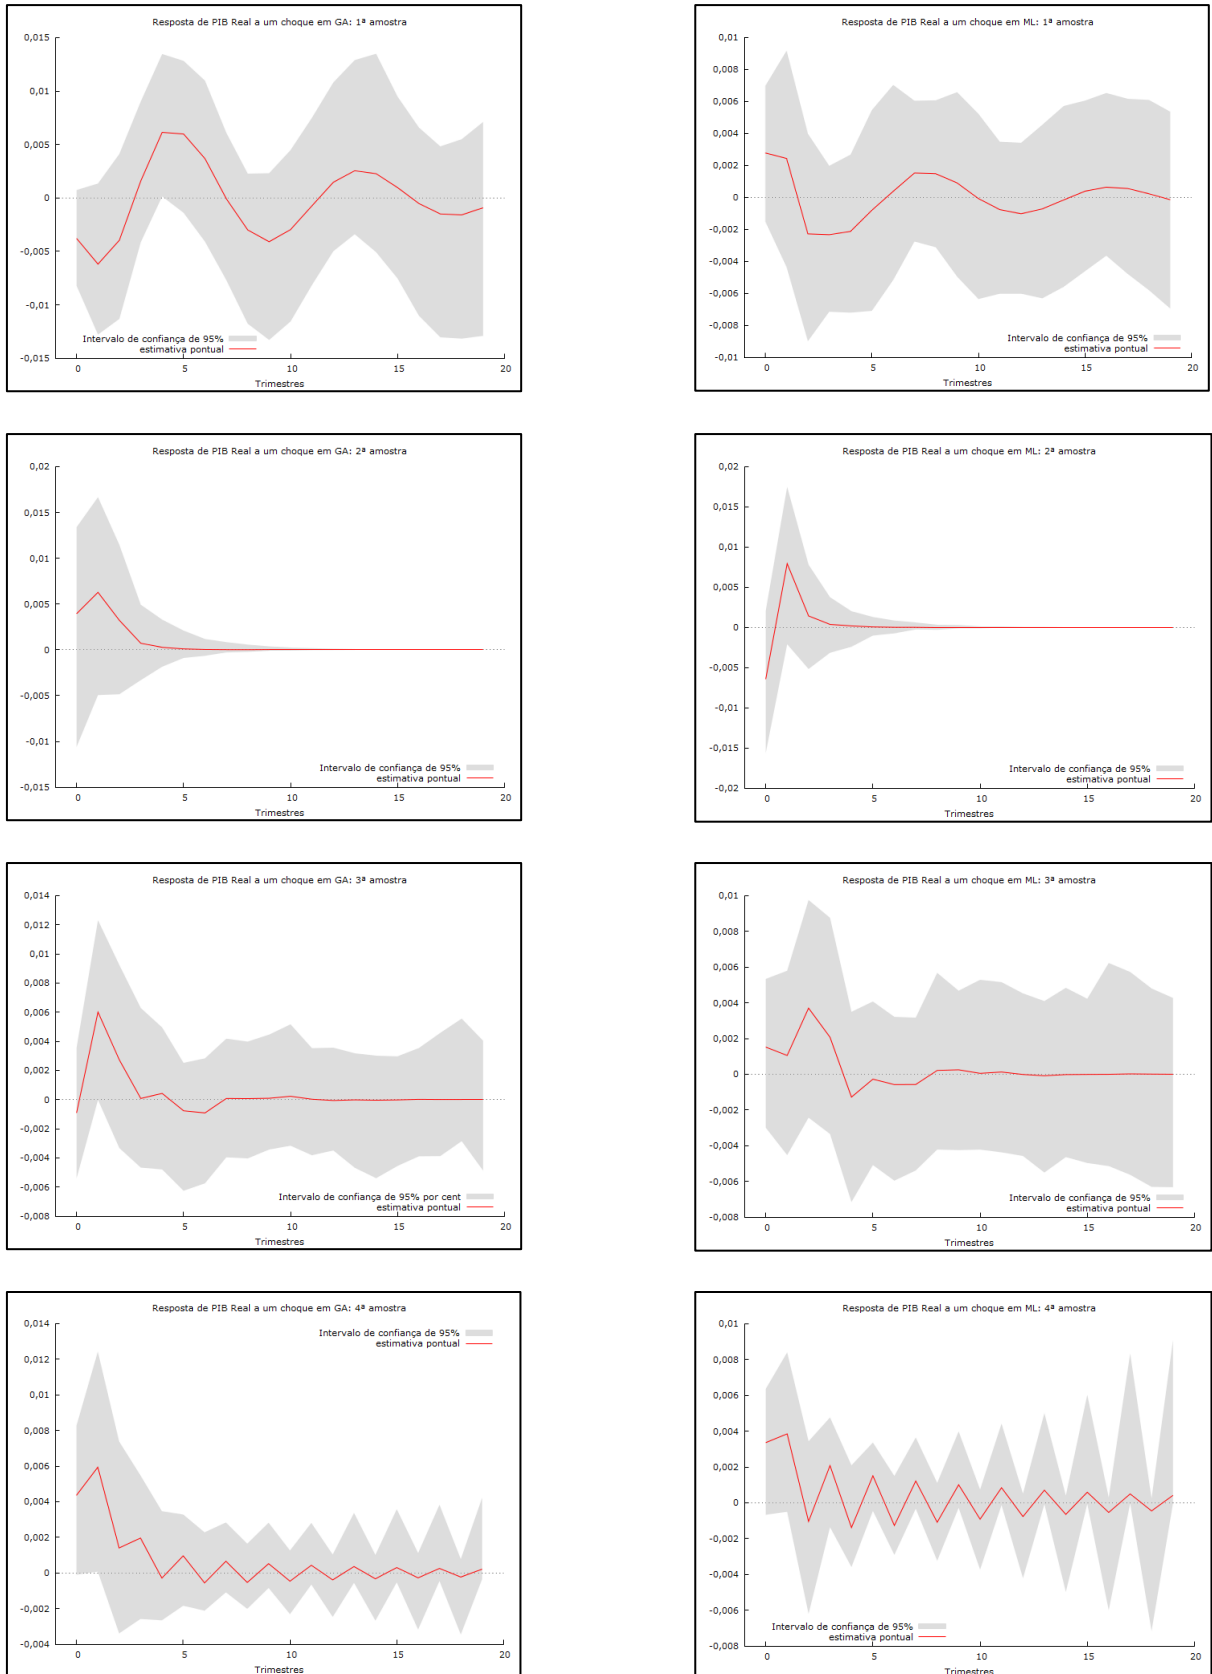 Resposta de PIB Real a um choque em GA: 1ª amostra
0,015
0,01
0,005
0
-0,005
-0,01
-0,015
Intervalo de confiança de 95%
estimativa pontual
0 5 10 15 20
Trimestres
Resposta de PIB Real a um choque em ML: 1ª amostra
0,01
0,008
0,006
0,004
0,002
0
-0,002
-0,004
-0,006
-0,008
-0,01
Intervalo de confiança de 95%
estimativa pontual
0 5 10 15 20
Trimestres
Resposta de PIB Real a um choque em GA: 2ª amostra
0,02
0,015
0,01
0,005
0
-0,005
-0,01
-0,015
Intervalo de confiança de 95%
estimativa pontual
0 5 10 15 20
Trimestres
Resposta de PIB Real a um choque em ML: 2ª amostra
0,02
0,015
0,01
0,005
0
-0,005
-0,01
-0,015
-0,02
Intervalo de confiança de 95%
estimativa pontual
0 5 10 15 20
Trimestres
Resposta de PIB Real a um choque em GA: 3ª amostra
0,014
0,012
0,01
0,008
0,006
0,004
0,002
0
-0,002
-0,004
-0,006
-0,008
Intervalo de confiança de 95% por cent
estimativa pontual
0 5 10 15 20
Trimestres
Resposta de PIB Real a um choque em ML: 3ª amostra
0,01
0,008
0,006
0,004
0,002
0
-0,002
-0,004
-0,006
-0,008
Intervalo de confiança de 95%
estimativa pontual
0 5 10 15 20
Trimestres
Resposta de PIB Real a um choque em GA: 4ª amostra
0,014
0,012
0,01
0,008
0,006
0,004
0,002
0
-0,002
-0,004
Intervalo de confiança de 95%
estimativa pontual
0 5 10 15 20
Trimestres
Resposta de PIB Real a um choque em ML: 4ª amostra
0,01
0,008
0,006
0,004
0,002
0
-0,002
-0,004
-0,006
-0,008
Intervalo de confiança de 95%
estimativa pontual
0 5 10 15 20
Trimestres